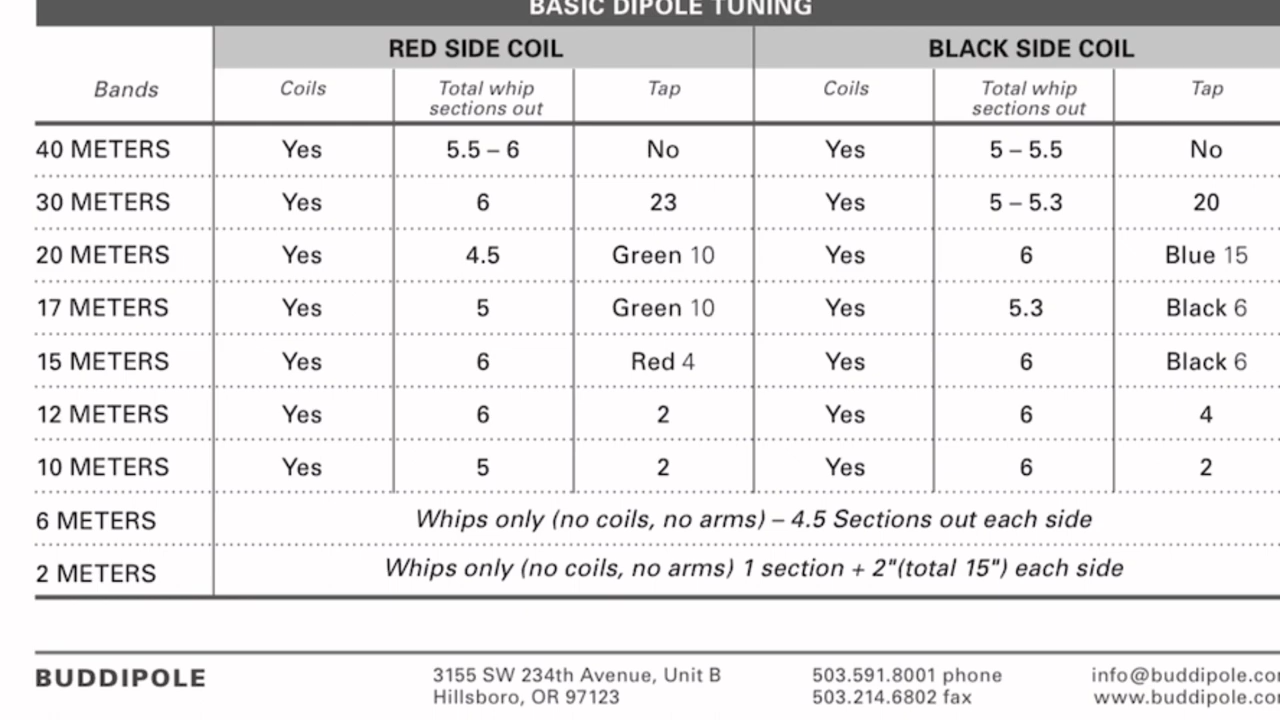 BASIC DIPOLE TUNING
RED SIDE COIL BLACK SIDE COIL
Bands Coils Total whip sections out Tap Coils Total whip sections out Tap
40 METERS Yes 5.5 – 6 No Yes 5 – 5.5 No
30 METERS Yes 6 23 Yes 5 – 5.3 20
20 METERS Yes 4.5 Green 10 Yes 6 Blue 15
17 METERS Yes 5 Green 10 Yes 5.3 Black 6
15 METERS Yes 6 Red 4 Yes 6 Black 6
12 METERS Yes 6 2 Yes 6 4
10 METERS Yes 5 2 Yes 6 2
6 METERS Whips only (no coils, no arms) – 4.5 Sections out each side
2 METERS Whips only (no coils, no arms) 1 section + 2"(total 15") each side
BUDDIPOLE 3155 SW 234th Avenue, Unit B 503.591.8001 phone info@buddipole.co
Hillsboro, OR 97123 503.214.6802 fax www.buddipole.co